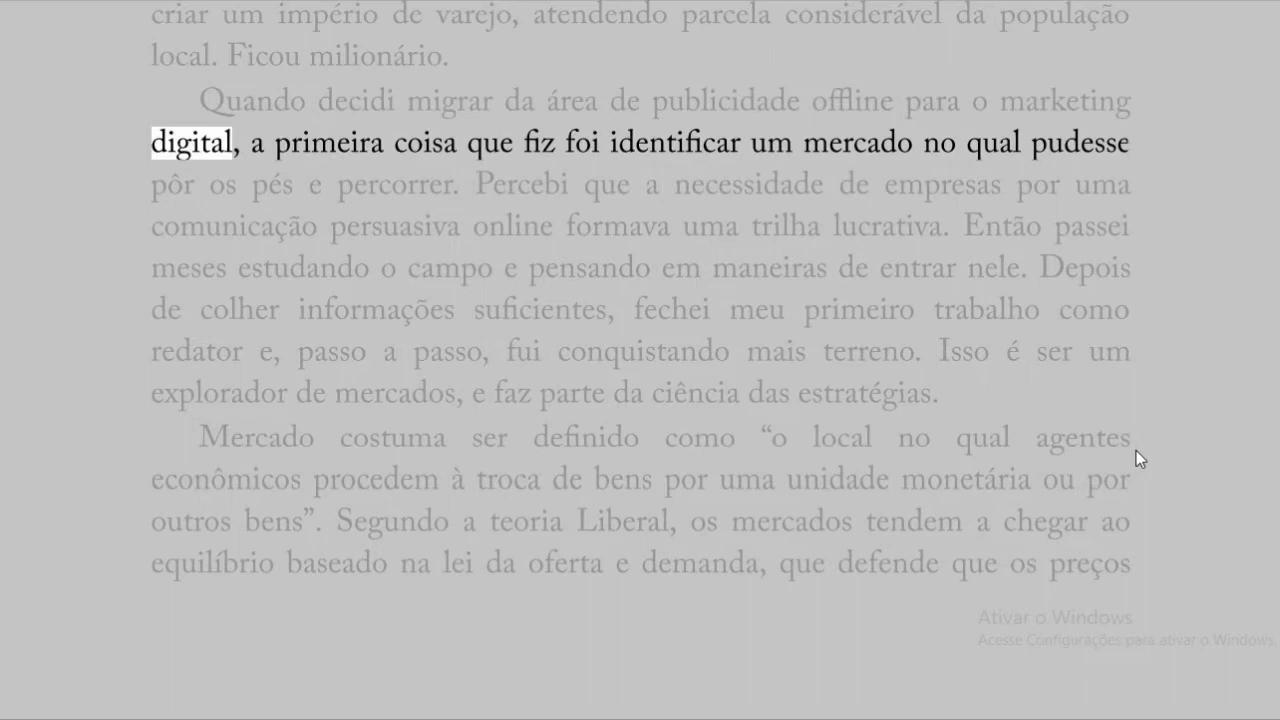 criar um império de varejo, atendendo parcela considerável da população
local. Ficou milionário.
Quando decidi migrar da área de publicidade offline para o marketing
digital, a primeira coisa que fiz foi identificar um mercado no qual pudesse
pôr os pés e percorrer. Percebi que a necessidade de empresas por uma
comunicação persuasiva online formava uma trilha lucrativa. Então passei
meses estudando o campo e pensando em maneiras de entrar nele. Depois
de colher informações suficientes, fechei meu primeiro trabalho como
redator e, passo a passo, fui conquistando mais terreno. Isso é ser um
explorador de mercados, e faz parte da ciência das estratégias.
Mercado costuma ser definido como “o local no qual agentes
econômicos procedem à troca de bens por uma unidade monetária ou por
outros bens”. Segundo a teoria Liberal, os mercados tendem a chegar ao
equilíbrio baseado na lei da oferta e demanda, que defende que os preços
Ativar o Windows
Acesse Configurações para ativar o Windows.